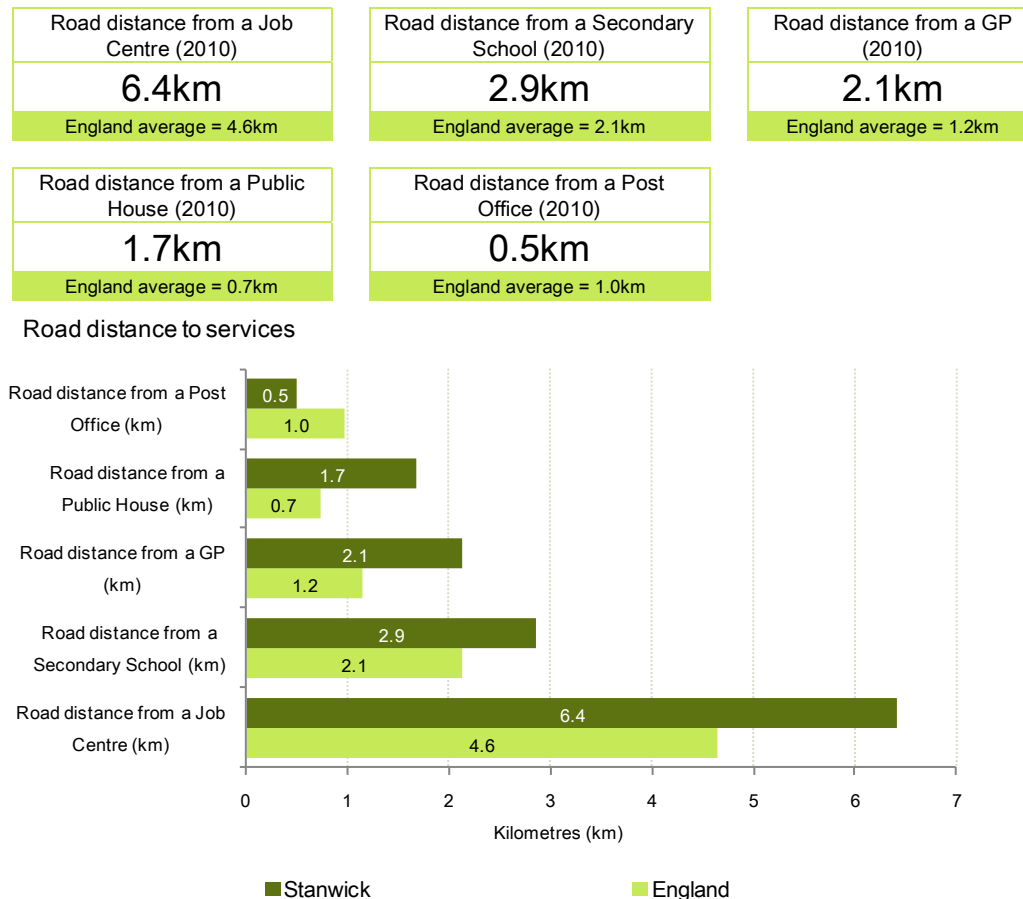 Road distance from a Job
Centre (2010)
6.4km
England average = 4.6km
Road distance from a Secondary
School (2010)
2.9km
England average = 2.1km
Road distance from a GP
(2010)
2.1km
England average = 1.2km
Road distance from a Public
House (2010)
1.7km
England average = 0.7km
Road distance from a Post
Office (2010)
0.5km
England average = 1.0km
Road distance to services
Road distance from a Post
Office (km)
0.5
1.0
Road distance from a
Public House (km)
1.7
0.7
Road distance from a GP
(km)
2.1
1.2
Road distance from a
Secondary School (km)
2.9
2.1
Road distance from a Job
Centre (km)
6.4
4.6
0 1 2 3 4 5 6 7
Kilometres (km)
Stanwick England